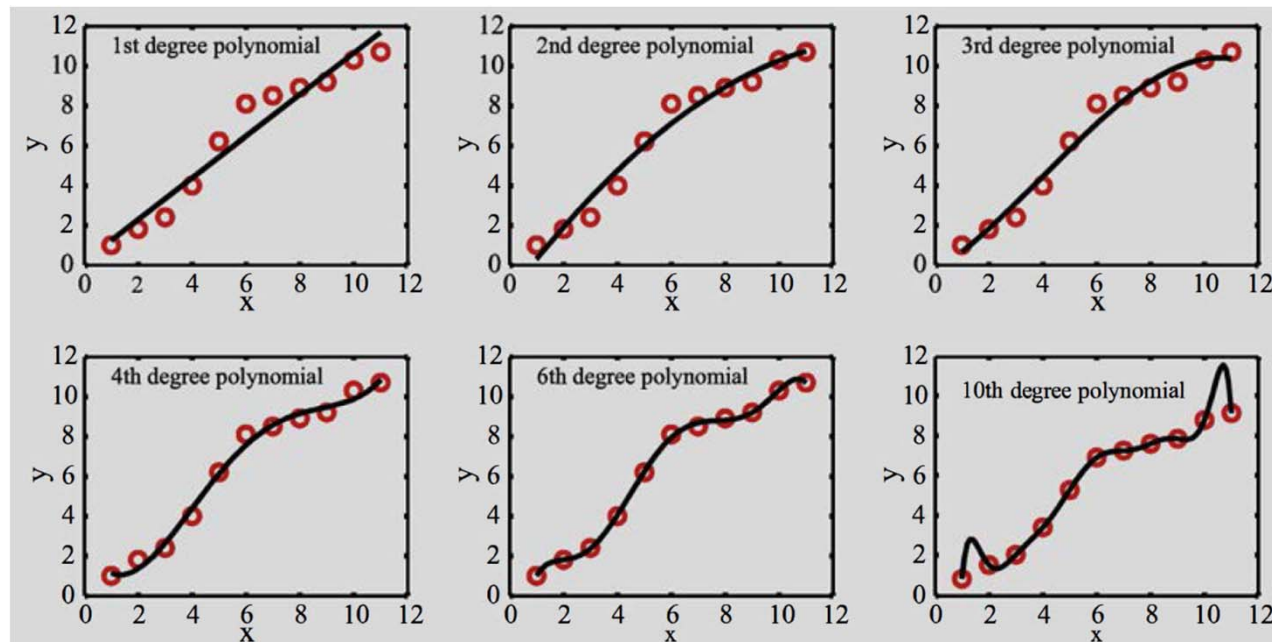 1st degree polynomial
12
10
8
6
4
2
0
y
0 2 4 6 8 10 12
x
2nd degree polynomial
12
10
8
6
4
2
0
y
0 2 4 6 8 10 12
x
3rd degree polynomial
12
10
8
6
4
2
0
y
0 2 4 6 8 10 12
x
4th degree polynomial
12
10
8
6
4
2
0
y
0 2 4 6 8 10 12
x
6th degree polynomial
12
10
8
6
4
2
0
y
0 2 4 6 8 10 12
x
10th degree polynomial
12
10
8
6
4
2
0
y
0 2 4 6 8 10 12
x